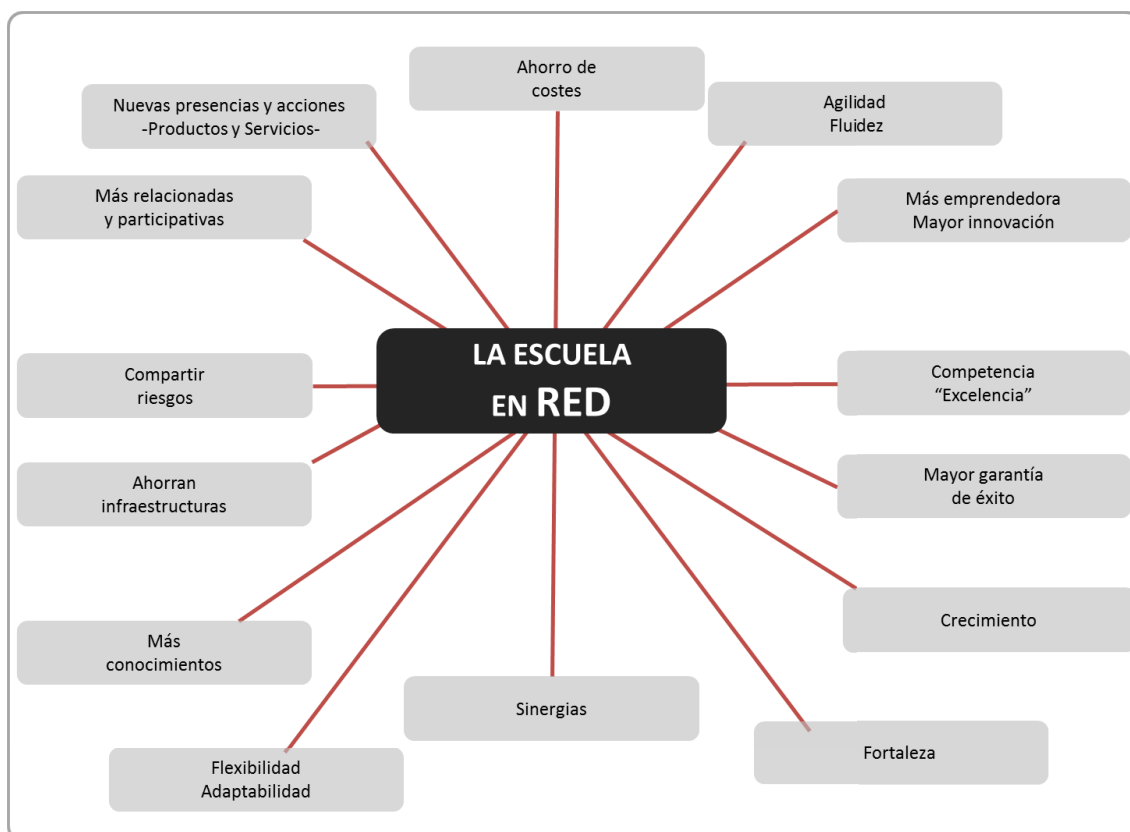 Ahorro de
costes
Nuevas presencias y acciones
-Productos y Servicios-
Agilidad
Fluidez
Más relacionadas
y participativas
Más emprendedora
Mayor innovación
LA ESCUELA
EN RED
Compartir
riesgos
Competencia
“Excelencia”
Ahorran
infraestructuras
Mayor garantía
de éxito
Más
conocimientos
Crecimiento
Sinergias
Flexibilidad
Adaptabilidad
Fortaleza